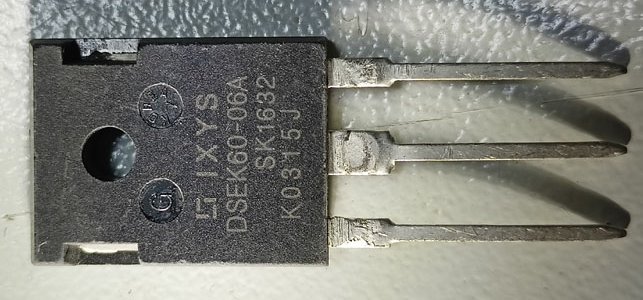 IXYS
DSEK60-06A
SK1632
K0315J
G